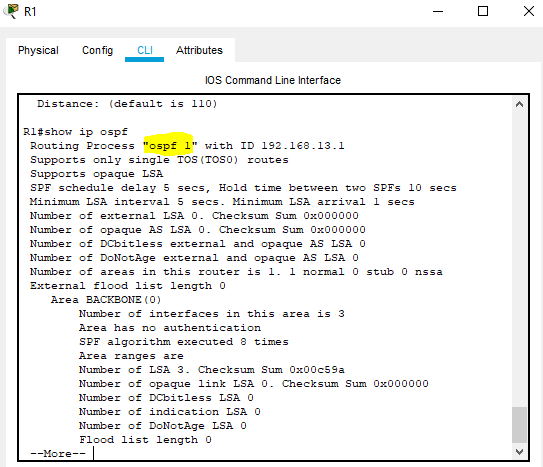 R1
Physical Config CLI Attributes
IOS Command Line Interface
Distance: (default is 110)
R1#show ip ospf
Routing Process "ospf 1" with ID 192.168.13.1
Supports only single TOS(TOS0) routes
Supports opaque LSA
SPF schedule delay 5 secs, Hold time between two SPFs 10 secs
Minimum LSA interval 5 secs. Minimum LSA arrival 1 secs
Number of external LSA 0. Checksum Sum 0x000000
Number of opaque AS LSA 0. Checksum Sum 0x000000
Number of DCbitless external and opaque AS LSA 0
Number of DoNotAge external and opaque AS LSA 0
Number of areas in this router is 1. 1 normal 0 stub 0 nssa
External flood list length 0
Area BACKBONE(0)
Number of interfaces in this area is 3
Area has no authentication
SPF algorithm executed 8 times
Area ranges are
Number of LSA 3. Checksum Sum 0x00c59a
Number of opaque link LSA 0. Checksum Sum 0x000000
Number of DCbitless LSA 0
Number of indication LSA 0
Number of DoNotAge LSA 0
Flood list length 0
--More--